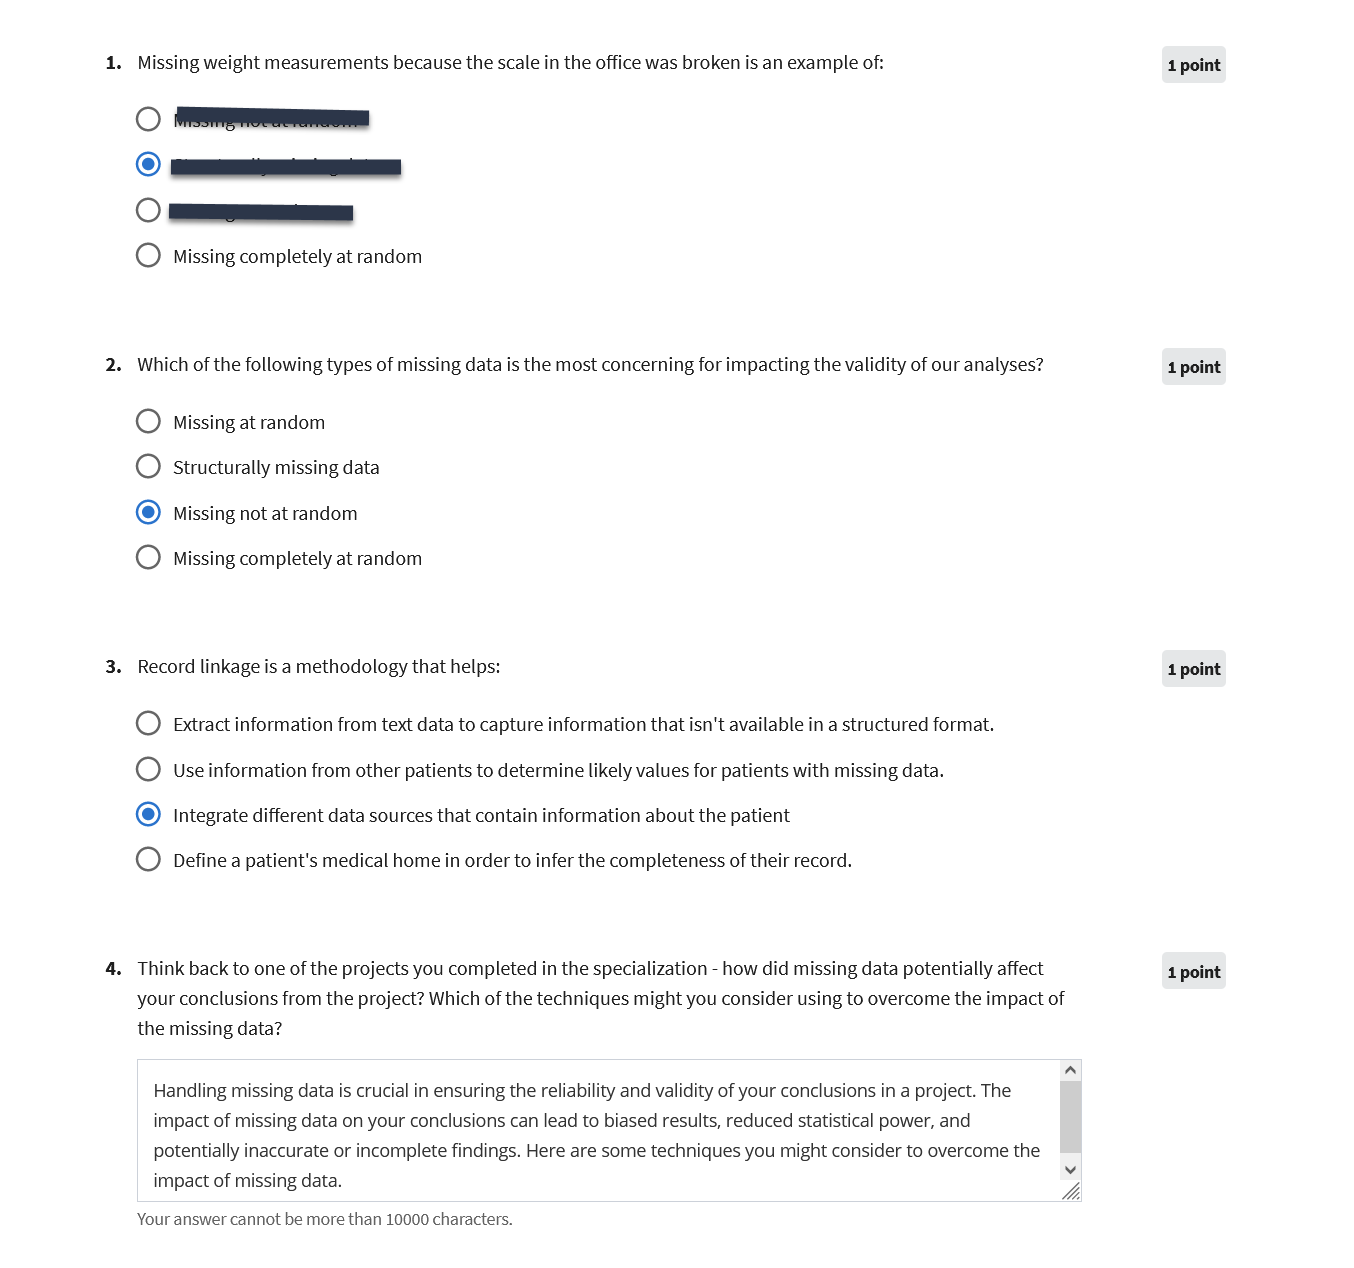 1. Missing weight measurements because the scale in the office was broken is an example of:
1 point
Missing completely at random
2. Which of the following types of missing data is the most concerning for impacting the validity of our analyses?
1 point
Missing at random
Structurally missing data
Missing not at random
Missing completely at random
3. Record linkage is a methodology that helps:
1 point
Extract information from text data to capture information that isn't available in a structured format.
Use information from other patients to determine likely values for patients with missing data.
Integrate different data sources that contain information about the patient
Define a patient's medical home in order to infer the completeness of their record.
4. Think back to one of the projects you completed in the specialization - how did missing data potentially affect
your conclusions from the project? Which of the techniques might you consider using to overcome the impact of
the missing data?
1 point
Handling missing data is crucial in ensuring the reliability and validity of your conclusions in a project. The
impact of missing data on your conclusions can lead to biased results, reduced statistical power, and
potentially inaccurate or incomplete findings. Here are some techniques you might consider to overcome the
impact of missing data.
Your answer cannot be more than 10000 characters.